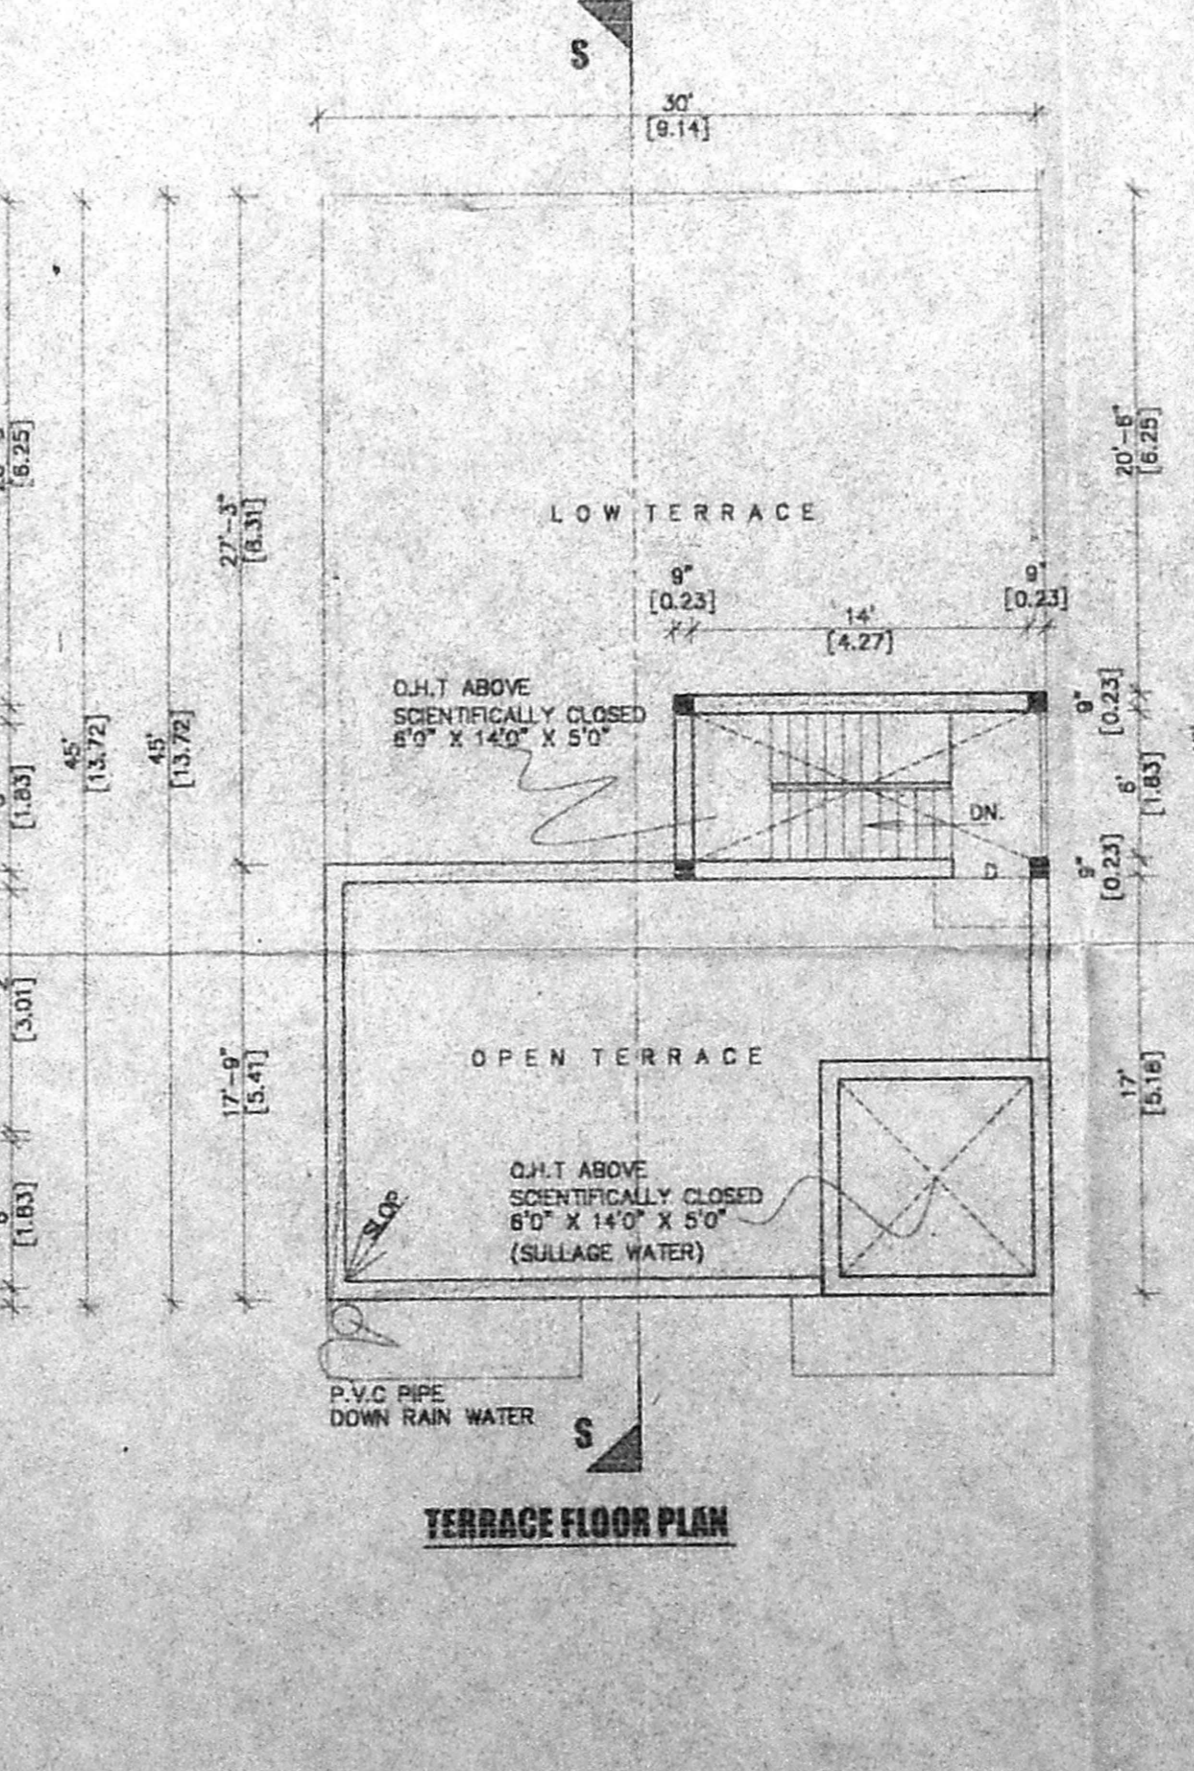 S
30'
[9.14]
LOW TERRACE
9"
[0.23]
9"
[0.23]
14'
[4.27]
O.H.T ABOVE
SCIENTIFICALLY CLOSED
6'0" X 14'0" X 5'0"
DN.
D
OPEN TERRACE
O.H.T ABOVE
SCIENTIFICALLY CLOSED
6'0" X 14'0" X 5'0"
(SULLAGE WATER)
SLOP
P.V.C PIPE
DOWN RAIN WATER
S
TERRACE FLOOR PLAN
[6.25]
[1.83]
[3.01]
[1.83]
45'
[13.72]
45'
[13.72]
27'-3"
[8.31]
17'-9"
[5.41]
20'-6"
[6.25]
9"
[0.23]
6'
[1.83]
9"
[0.23]
17'
[5.18]